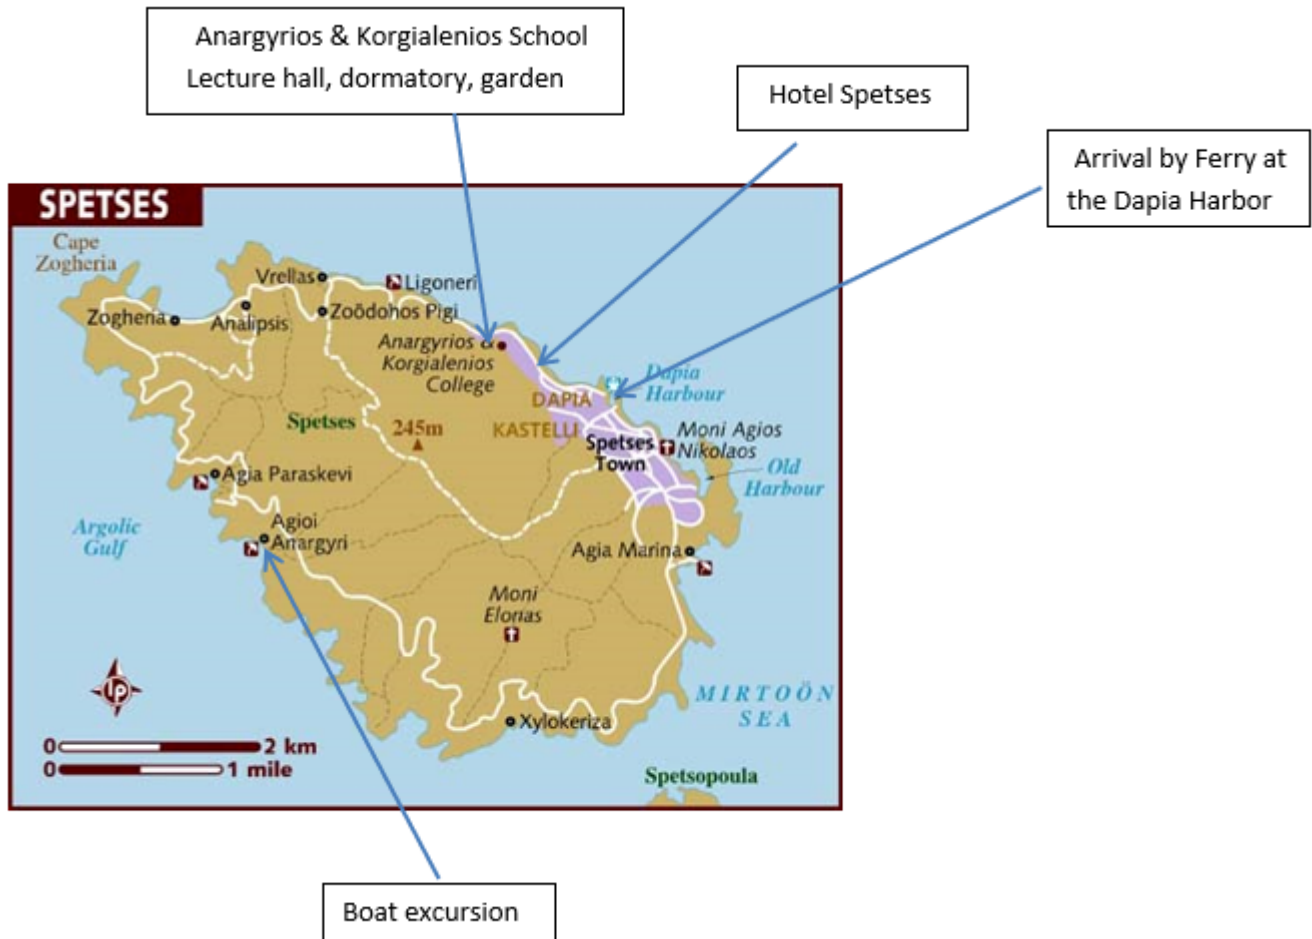 Anargyrios & Korgialenios School
Lecture hall, dormatory, garden
Hotel Spetses
Arrival by Ferry at
the Dapia Harbor
SPETSES
Cape
Zogheria
Vrellas
Ligoneri
Zoghena
Analipsis
Zoödohos Pigi
Anargyrios &
Korgialenios
College
Dapia
Harbour
DAPIA
KASTELLI
Spetses
245m
Spetses
Town
Moni Agios
Nikolaos
Old
Harbour
Agia Paraskevi
Argolic
Gulf
Agioi
Anargyri
Agia Marina
Moni
Elonas
MIRTOÖN
SEA
Xylokeriza
lp
0 2 km
0 1 mile
Spetsopoula
Boat excursion